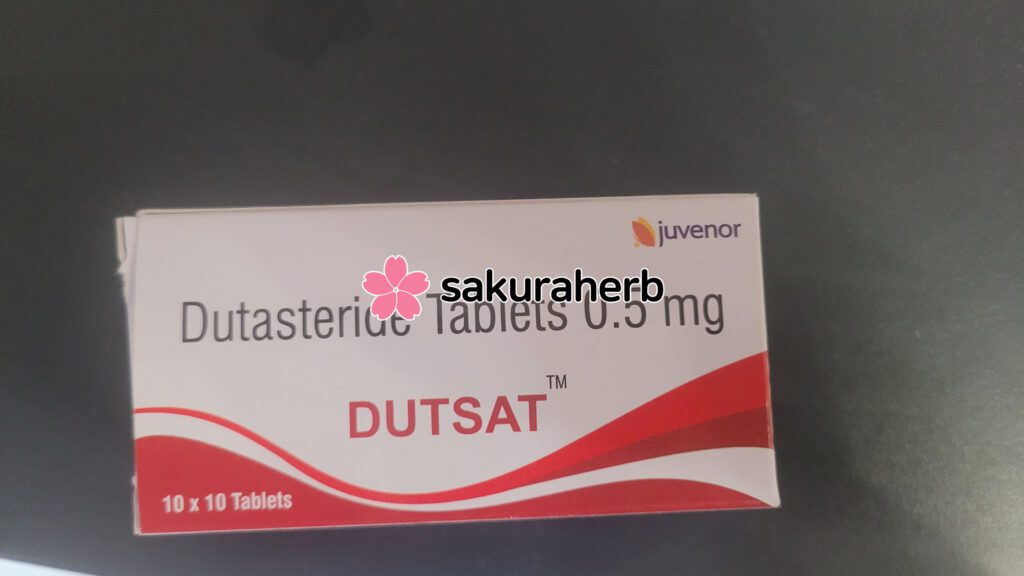 juvenor
sakuraherb
Dutasteride Tablets 0.5 mg
DUTSAT™
10 x 10 Tablets